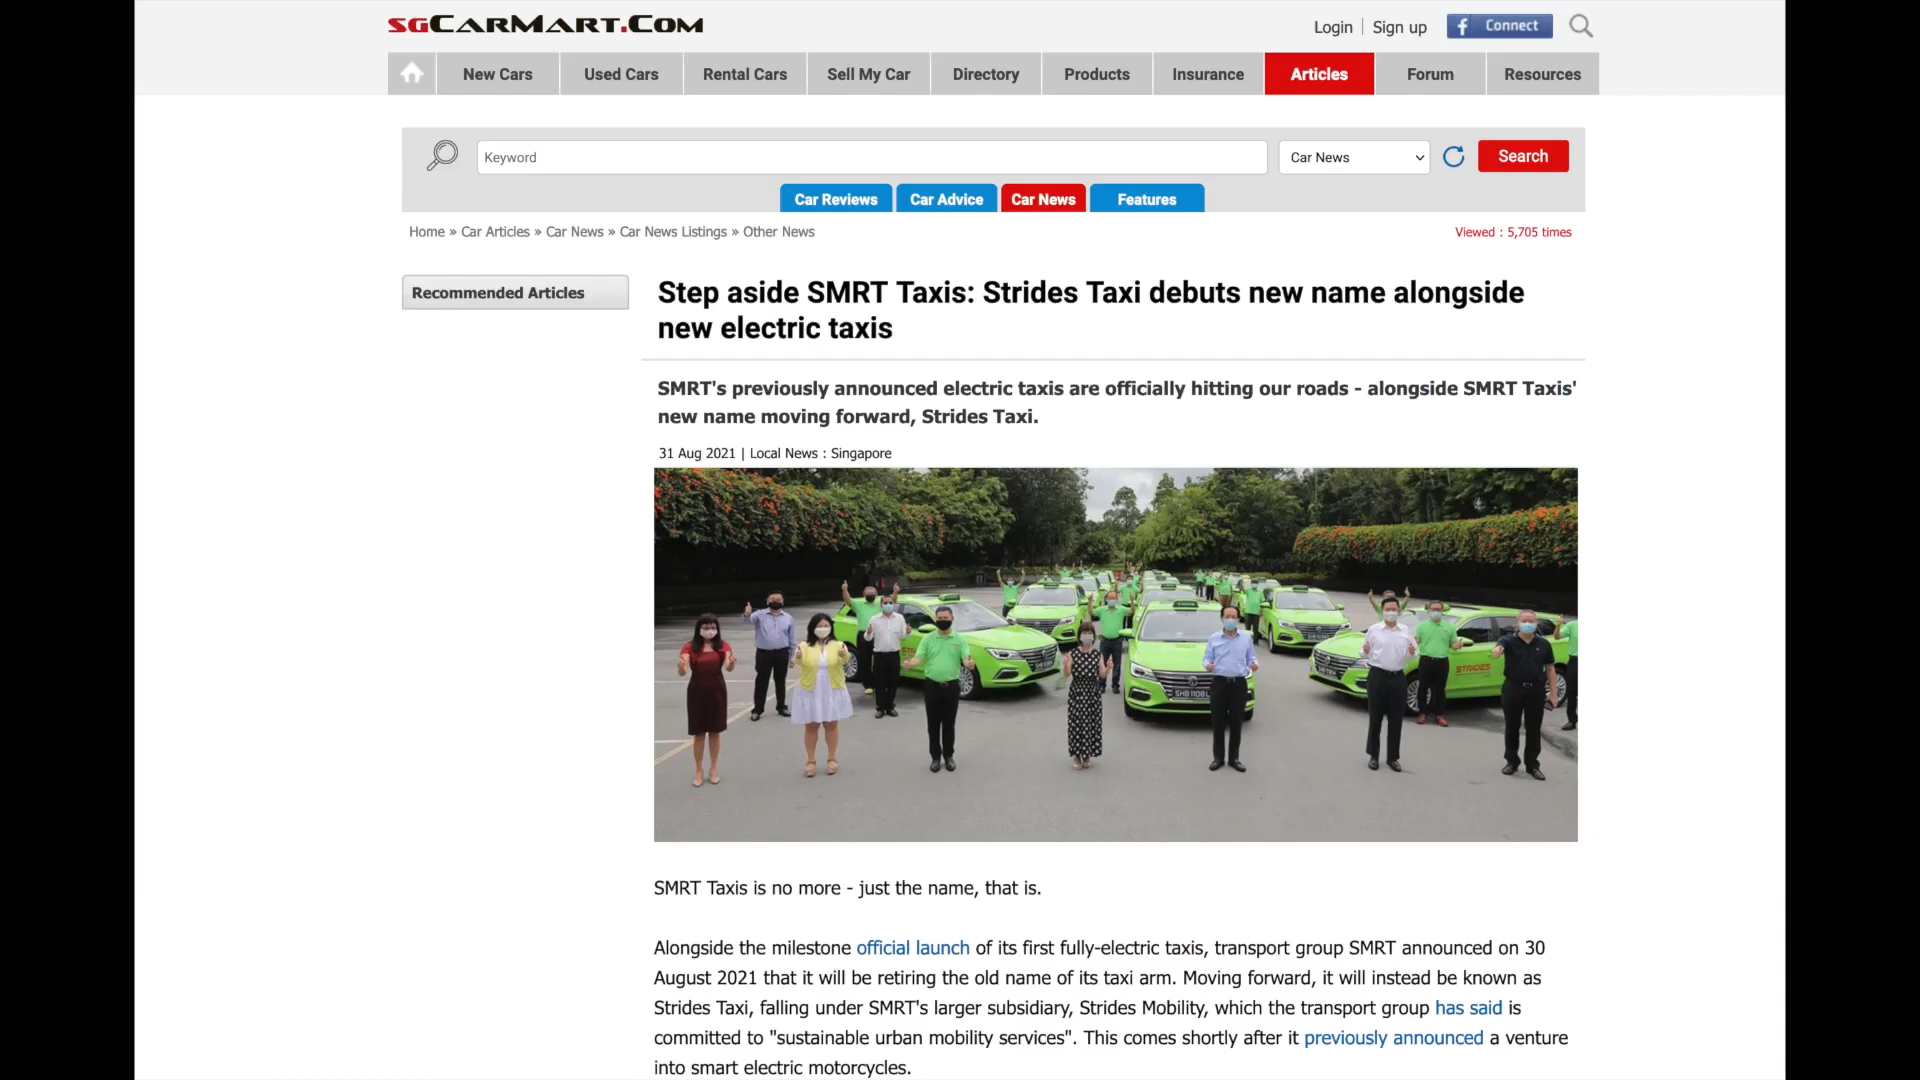 sgCarMart.Com
Login | Sign up
Connect
New Cars Used Cars Rental Cars Sell My Car Directory Products Insurance Articles Forum Resources
Keyword
Car News
Search
Car Reviews Car Advice Car News Features
Home » Car Articles » Car News » Car News Listings » Other News
Viewed : 5,705 times
Recommended Articles
Step aside SMRT Taxis: Strides Taxi debuts new name alongside
new electric taxis
SMRT's previously announced electric taxis are officially hitting our roads - alongside SMRT Taxis'
new name moving forward, Strides Taxi.
31 Aug 2021 | Local News : Singapore
STRIDES
SHB1108L
SMRT Taxis is no more - just the name, that is.
Alongside the milestone official launch of its first fully-electric taxis, transport group SMRT announced on 30
August 2021 that it will be retiring the old name of its taxi arm. Moving forward, it will instead be known as
Strides Taxi, falling under SMRT's larger subsidiary, Strides Mobility, which the transport group has said is
committed to "sustainable urban mobility services". This comes shortly after it previously announced a venture
into smart electric motorcycles.